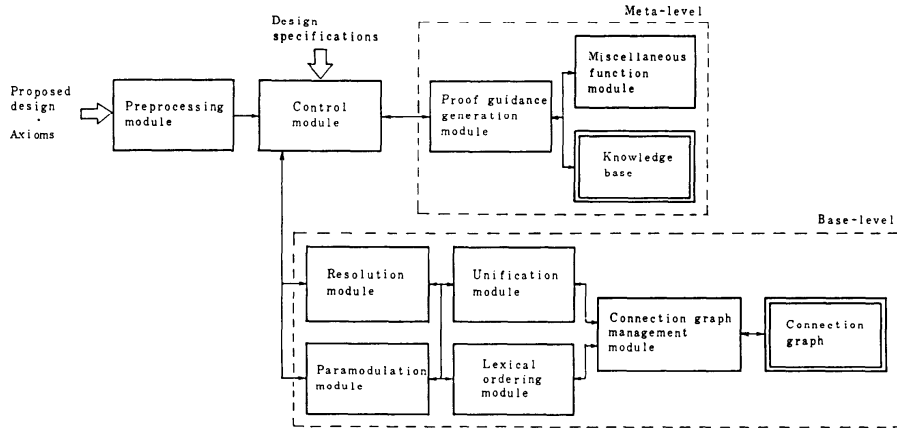 Design
specifications
Meta-level
Miscellaneous
function
module
Proposed
design
·
Axioms
Preprocessing
module
Control
module
Proof guidance
generation
module
Knowledge
base
Base-level
Resolution
module
Unification
module
Connection graph
management
module
Connection
graph
Paramodulation
module
Lexical
ordering
module